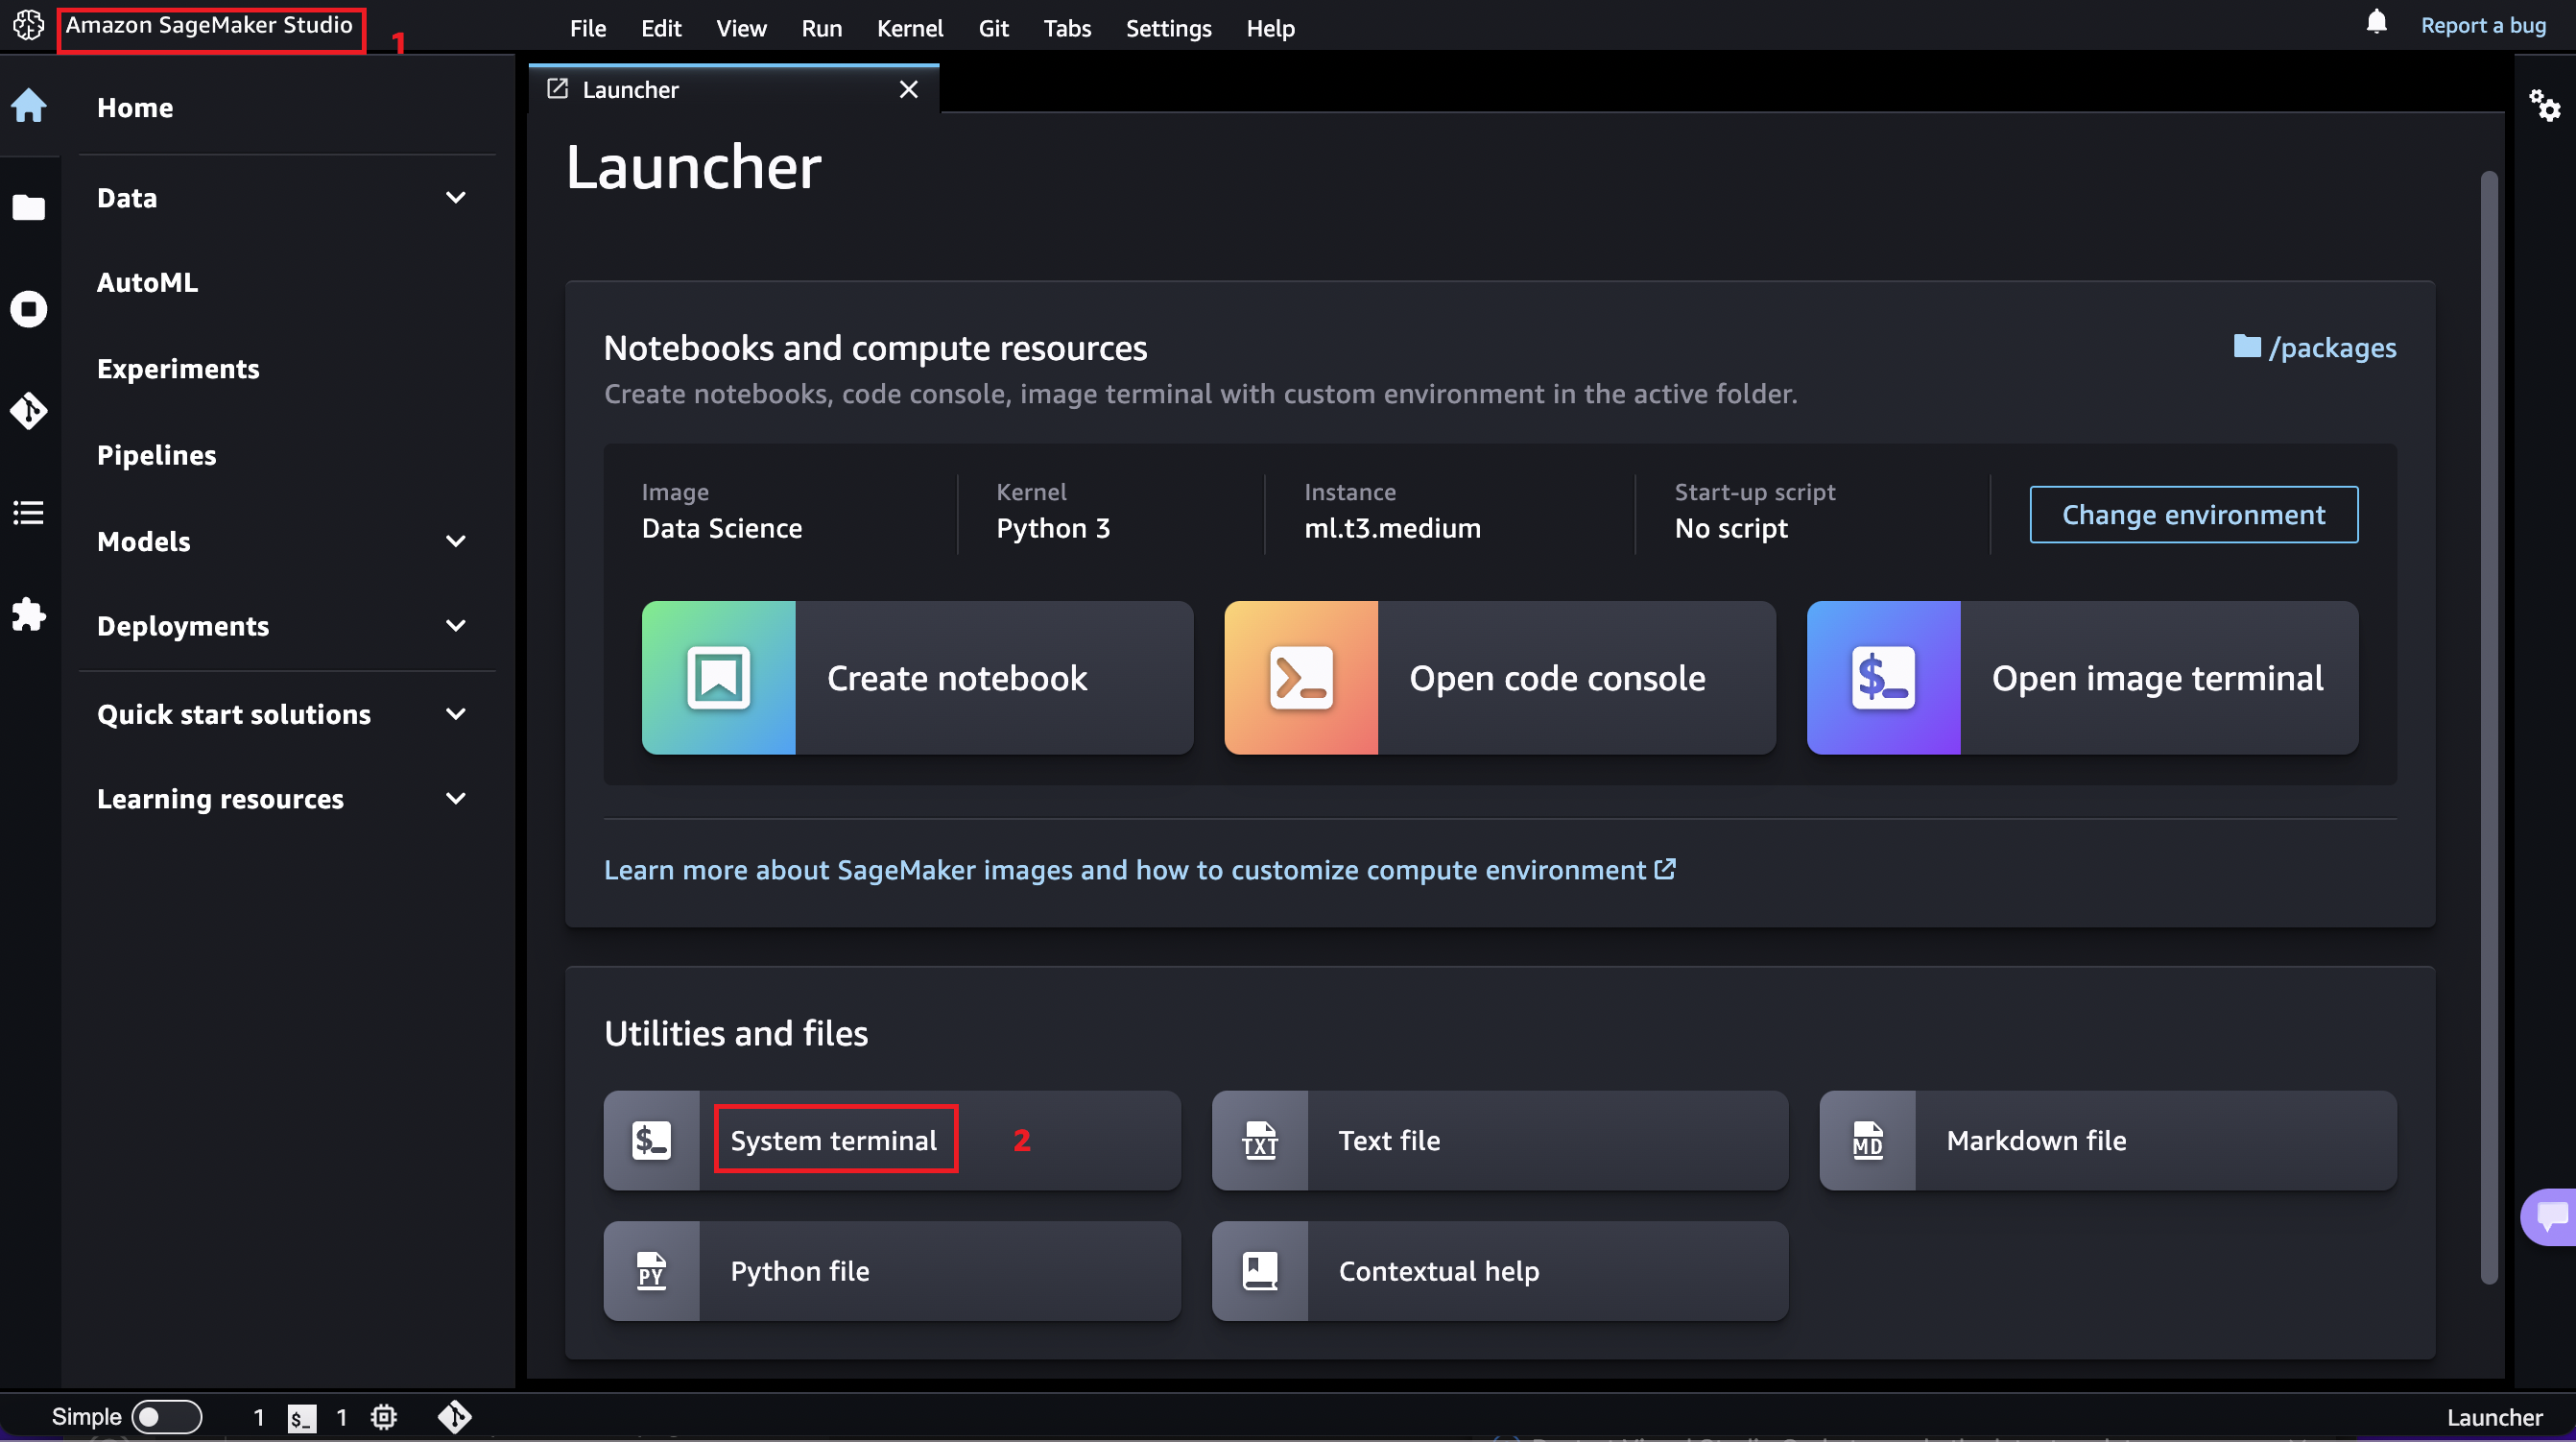 Amazon SageMaker Studio
1
File Edit View Run Kernel Git Tabs Settings Help
Report a bug
Home
Data
AutoML
Experiments
Pipelines
Models
Deployments
Quick start solutions
Learning resources
Launcher
Launcher
Notebooks and compute resources
/packages
Create notebooks, code console, image terminal with custom environment in the active folder.
Image
Data Science
Kernel
Python 3
Instance
ml.t3.medium
Start-up script
No script
Change environment
Create notebook
$_
Open code console
Open image terminal
Learn more about SageMaker images and how to customize compute environment
Utilities and files
$_
System terminal
2
TXT
Text file
MD
Markdown file
PY
Python file
Contextual help
Simple 1 $_ 1
Launcher